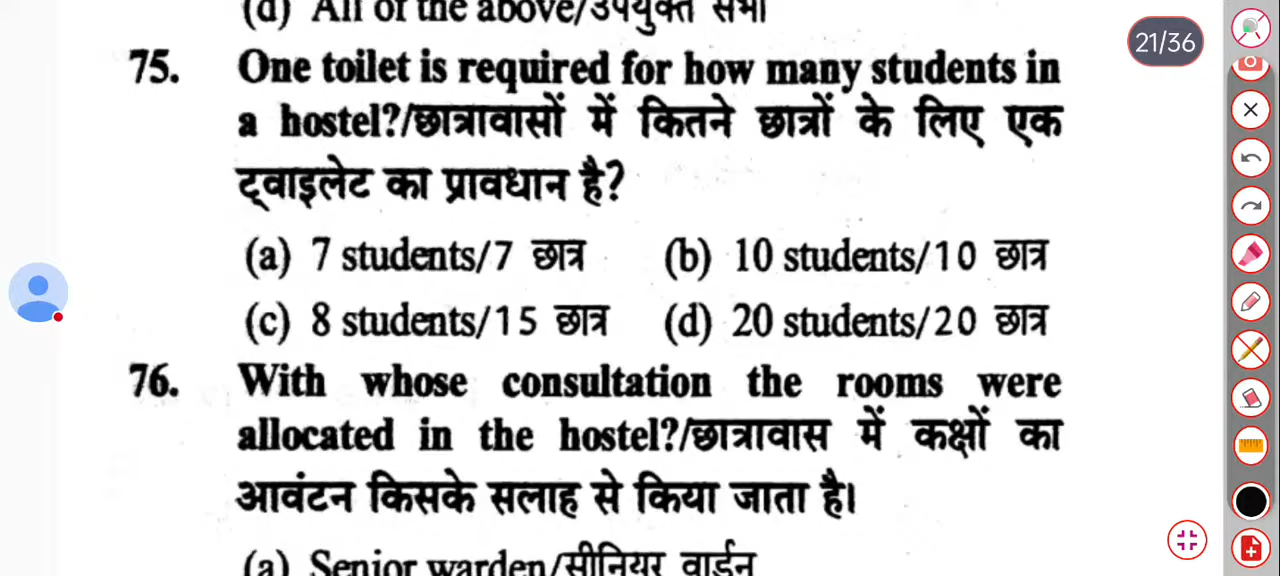 (d) All of the above/उपर्युक्त सभी
21/36
75. One toilet is required for how many students in
a hostel?/छात्रावासों में कितने छात्रों के लिए एक
ट्वाइलेट का प्रावधान है?
(a) 7 students/7 छात्र (b) 10 students/10 छात्र
(c) 8 students/15 छात्र (d) 20 students/20 छात्र
76. With whose consultation the rooms were
allocated in the hostel?/छात्रावास में कक्षों का
आवंटन किसके सलाह से किया जाता है।
(a) Senior warden/सीनियर वार्डन